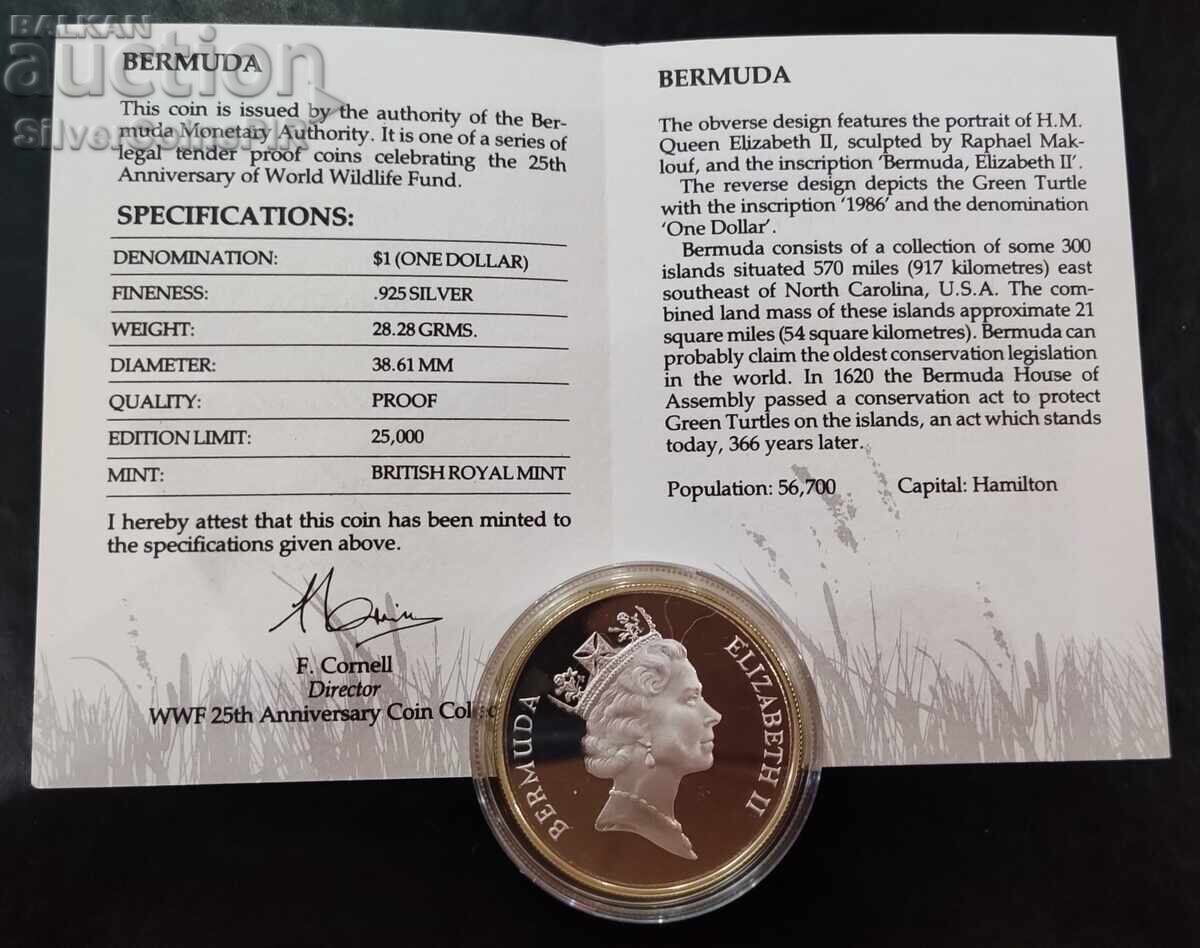 BALKAN
auction
SilverCoinsPIR
BERMUDA
This coin is issued by the authority of the Ber-
muda Monetary Authority. It is one of a series of
legal tender proof coins celebrating the 25th
Anniversary of World Wildlife Fund.
SPECIFICATIONS:
DENOMINATION: $1 (ONE DOLLAR)
FINENESS: .925 SILVER
WEIGHT: 28.28 GRMS.
DIAMETER: 38.61 MM
QUALITY: PROOF
EDITION LIMIT: 25,000
MINT: BRITISH ROYAL MINT
I hereby attest that this coin has been minted to
the specifications given above.
F. Cornell
Director
WWF 25th Anniversary Coin Collec
BERMUDA
The obverse design features the portrait of H.M.
Queen Elizabeth II, sculpted by Raphael Mak-
louf, and the inscription 'Bermuda, Elizabeth II'.
The reverse design depicts the Green Turtle
with the inscription '1986' and the denomination
'One Dollar'.
Bermuda consists of a collection of some 300
islands situated 570 miles (917 kilometres) east
southeast of North Carolina, U.S.A. The com-
bined land mass of these islands approximate 21
square miles (54 square kilometres). Bermuda can
probably claim the oldest conservation legislation
in the world. In 1620 the Bermuda House of
Assembly passed a conservation act to protect
Green Turtles on the islands, an act which stands
today, 366 years later.
Population: 56,700 Capital: Hamilton
BERMUDA
ELIZABETH II